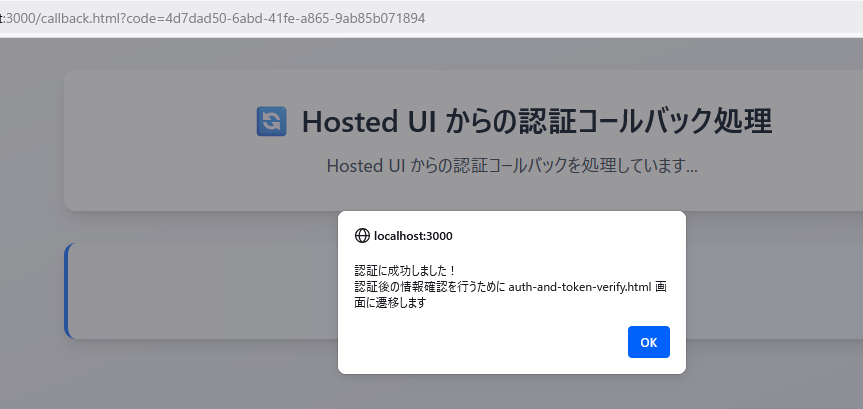 t:3000/callback.html?code=4d7dad50-6abd-41fe-a865-9ab85b071894
Hosted UI からの認証コールバック処理
Hosted UI からの認証コールバックを処理しています...
localhost:3000
認証に成功しました！
認証後の情報確認を行うために auth-and-token-verify.html 画
面に遷移します
OK